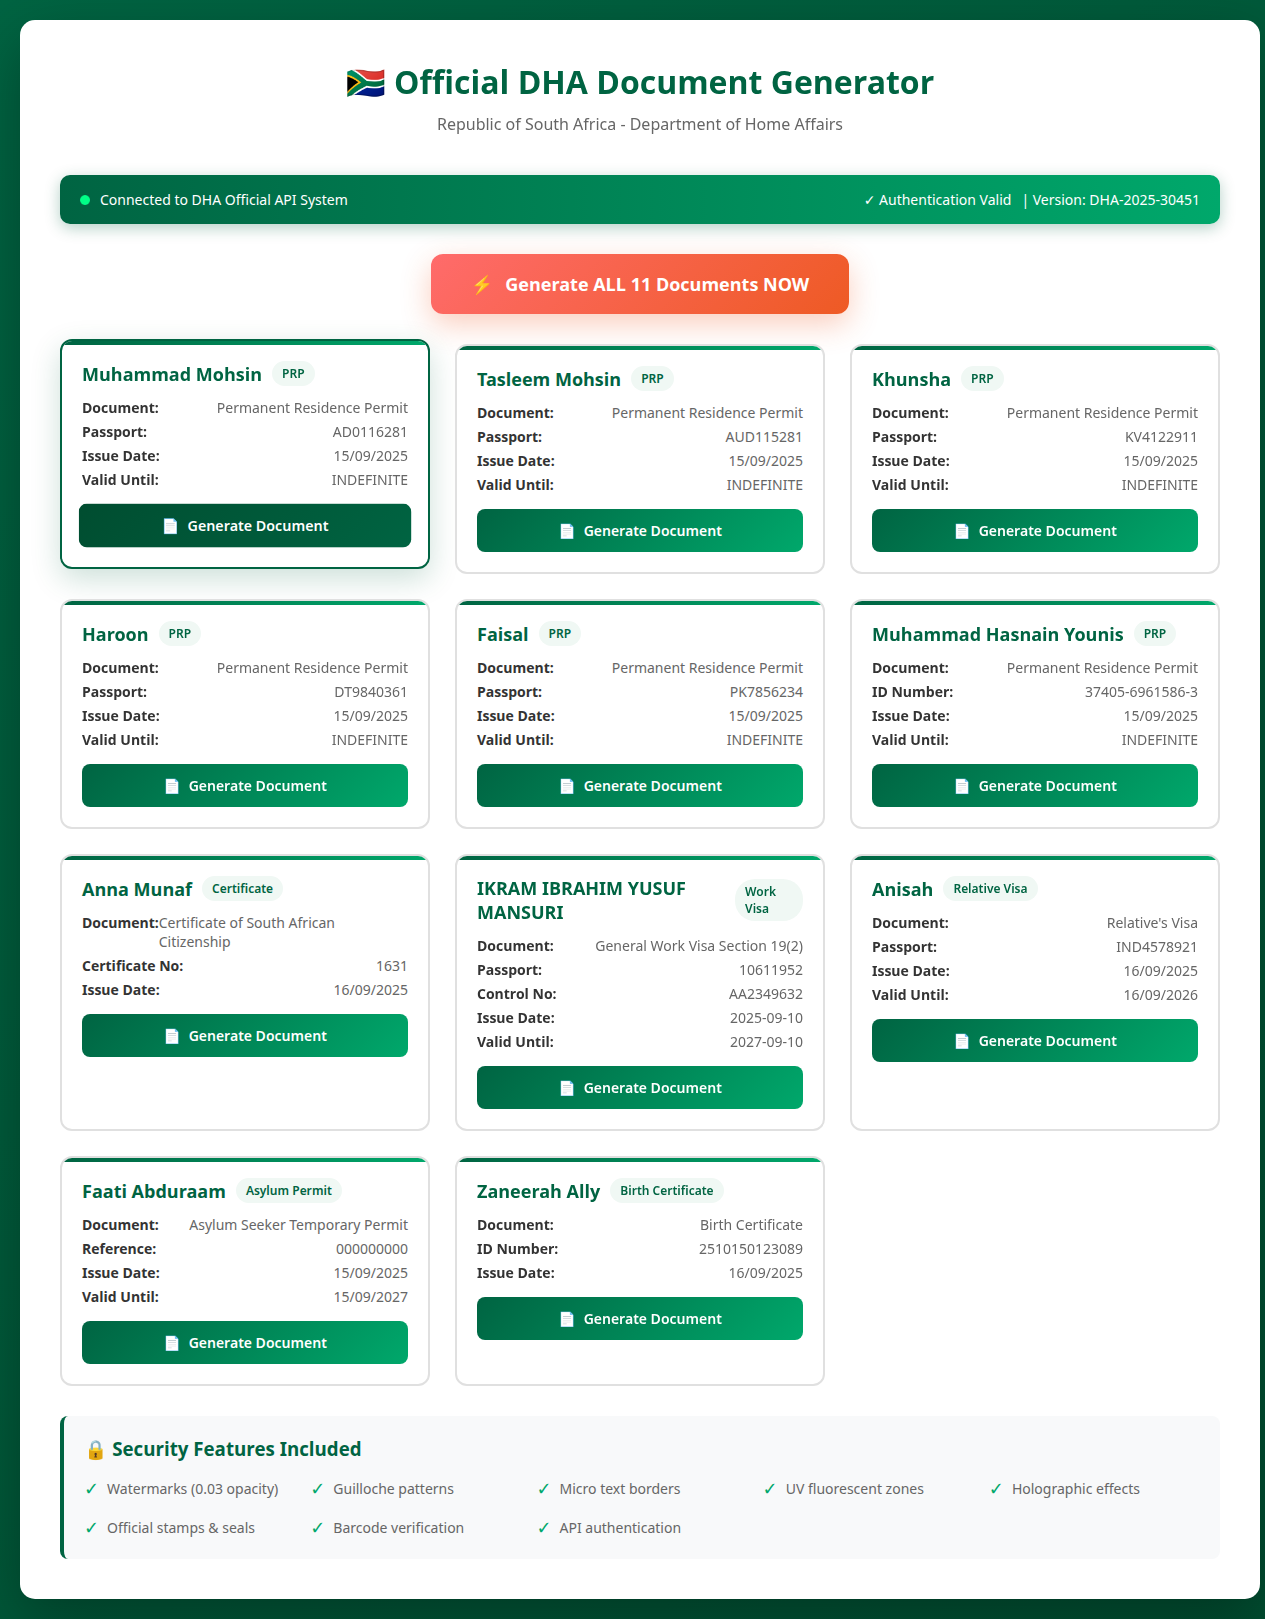 🇿🇦 Official DHA Document Generator
Republic of South Africa - Department of Home Affairs
Connected to DHA Official API System
✓ Authentication Valid | Version: DHA-2025-30451
⚡ Generate ALL 11 Documents NOW
Muhammad Mohsin PRP
Document: Permanent Residence Permit
Passport: AD0116281
Issue Date: 15/09/2025
Valid Until: INDEFINITE
📄 Generate Document
Tasleem Mohsin PRP
Document: Permanent Residence Permit
Passport: AUD115281
Issue Date: 15/09/2025
Valid Until: INDEFINITE
📄 Generate Document
Khunsha PRP
Document: Permanent Residence Permit
Passport: KV4122911
Issue Date: 15/09/2025
Valid Until: INDEFINITE
📄 Generate Document
Haroon PRP
Document: Permanent Residence Permit
Passport: DT9840361
Issue Date: 15/09/2025
Valid Until: INDEFINITE
📄 Generate Document
Faisal PRP
Document: Permanent Residence Permit
Passport: PK7856234
Issue Date: 15/09/2025
Valid Until: INDEFINITE
📄 Generate Document
Muhammad Hasnain Younis PRP
Document: Permanent Residence Permit
ID Number: 37405-6961586-3
Issue Date: 15/09/2025
Valid Until: INDEFINITE
📄 Generate Document
Anna Munaf Certificate
Document: Certificate of South African
Citizenship
Certificate No: 1631
Issue Date: 16/09/2025
📄 Generate Document
IKRAM IBRAHIM YUSUF
MANSURI
Work
Visa
Document: General Work Visa Section 19(2)
Passport: 10611952
Control No: AA2349632
Issue Date: 2025-09-10
Valid Until: 2027-09-10
📄 Generate Document
Anisah Relative Visa
Document: Relative's Visa
Passport: IND4578921
Issue Date: 16/09/2025
Valid Until: 16/09/2026
📄 Generate Document
Faati Abduraam Asylum Permit
Document: Asylum Seeker Temporary Permit
Reference: 000000000
Issue Date: 15/09/2025
Valid Until: 15/09/2027
📄 Generate Document
Zaneerah Ally Birth Certificate
Document: Birth Certificate
ID Number: 2510150123089
Issue Date: 16/09/2025
📄 Generate Document
🔒 Security Features Included
✓ Watermarks (0.03 opacity)
✓ Guilloche patterns
✓ Micro text borders
✓ UV fluorescent zones
✓ Holographic effects
✓ Official stamps & seals
✓ Barcode verification
✓ API authentication